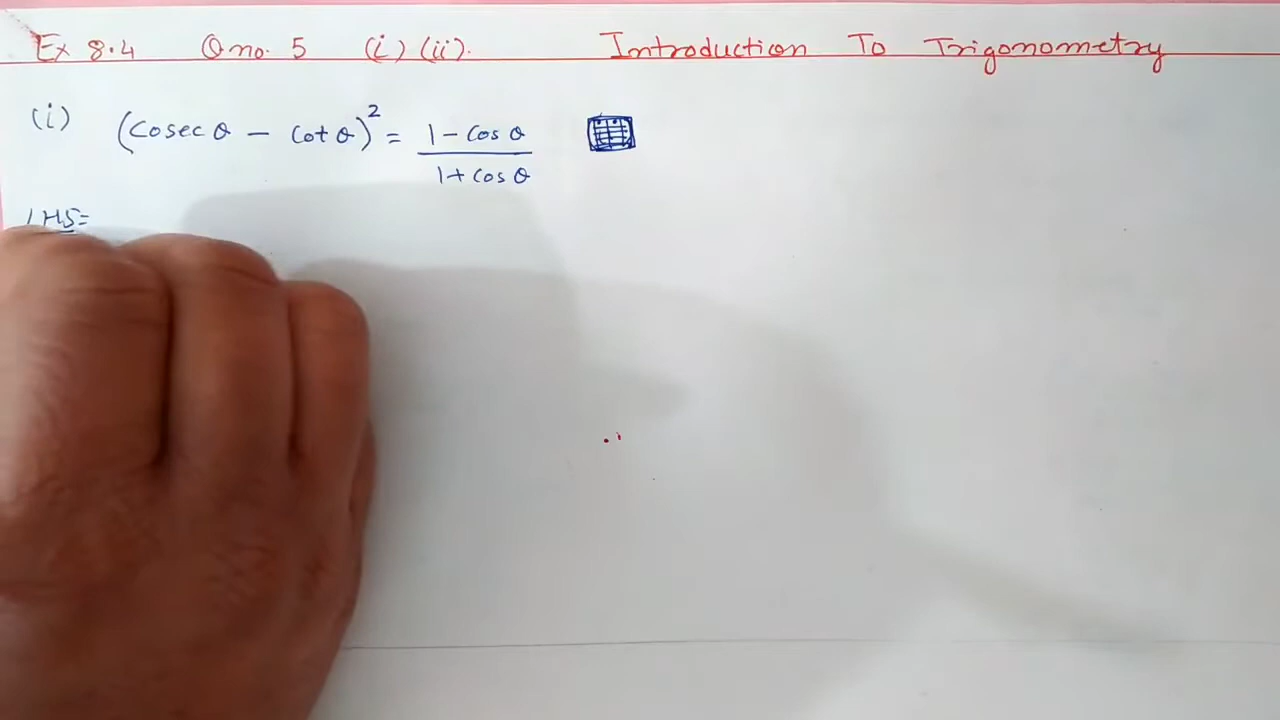 Ex 8.4 Q no. 5 (i) (ii). Introduction To Trigonometry
(i) (Cosec θ - Cot θ)² = 1 - Cos θ / 1 + Cos θ
LHS =